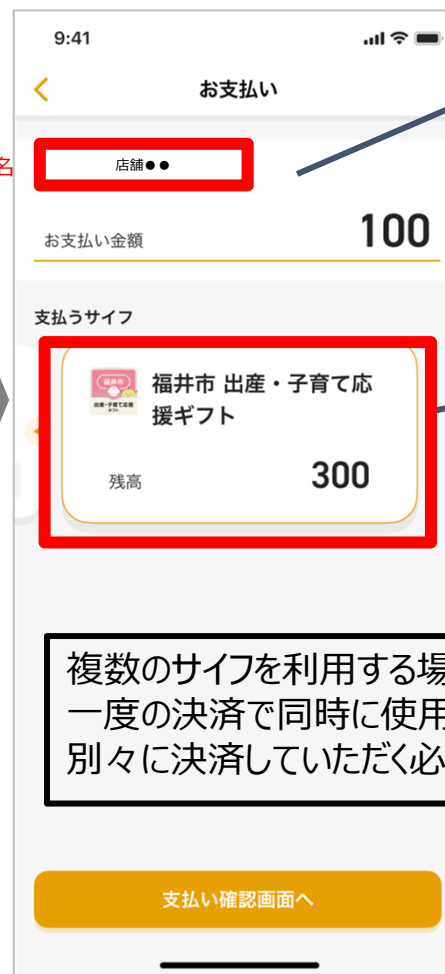 9:41
お支払い
名
店舗●●
お支払い金額
100
支払うサイフ
福井市
出産・子育て応援
ギフト
福井市 出産・子育て応
援ギフト
残高
300
複数のサイフを利用する場
一度の決済で同時に使用
別々に決済していただく必
支払い確認画面へ